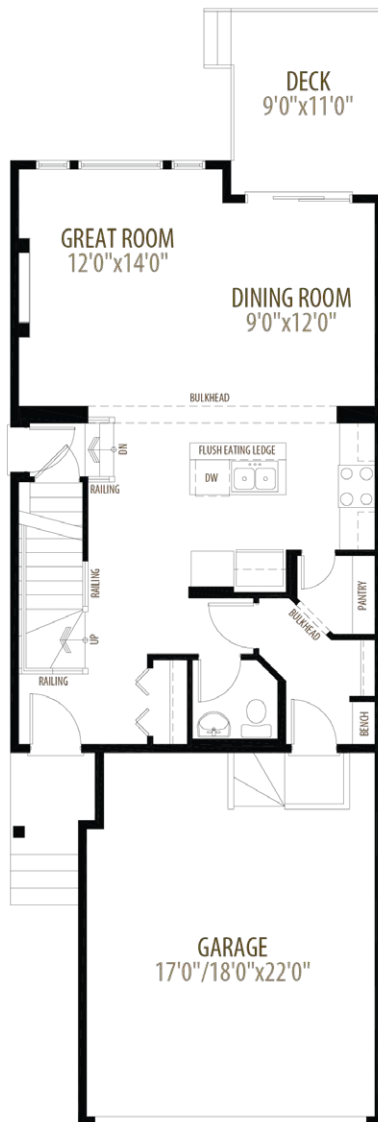 DECK
9'0"x11'0"
GREAT ROOM
12'0"x14'0"
DINING ROOM
9'0"x12'0"
BULKHEAD
DN
RAILING
FLUSH EATING LEDGE
DW
RAILING
PANTRY
BULKHEAD
UP
RAILING
BENCH
GARAGE
17'0"/18'0"x22'0"